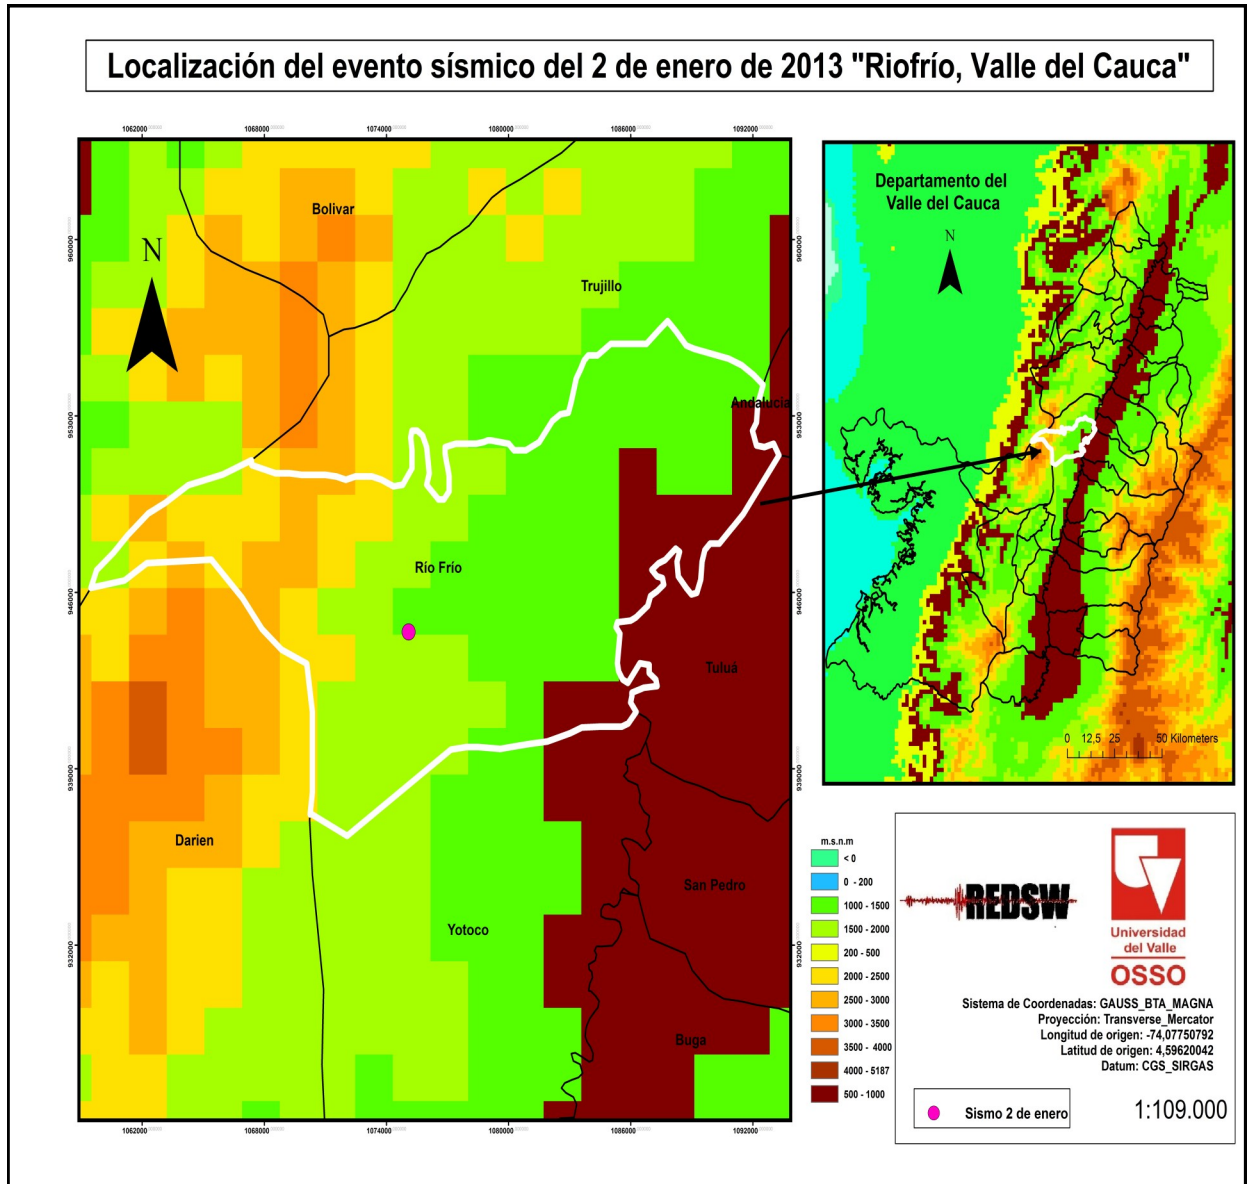 Localización del evento sísmico del 2 de enero de 2013 "Riofrío, Valle del Cauca"
1062000
1068000
1074000
1080000
1086000
1092000
960000
953000
946000
939000
932000
N
Bolivar
Trujillo
Andalucia
Río Frío
Tuluá
Darien
San Pedro
Yotoco
Buga
960000
953000
946000
939000
932000
1062000
1068000
1074000
1080000
1086000
1092000
Departamento del
Valle del Cauca
N
0 12,5 25 50 Kilometers
m.s.n.m
< 0
0 - 200
1000 - 1500
1500 - 2000
200 - 500
2000 - 2500
2500 - 3000
3000 - 3500
3500 - 4000
4000 - 5187
500 - 1000
REDSW
Universidad
del Valle
OSSO
Sistema de Coordenadas: GAUSS_BTA_MAGNA
Proyección: Transverse_Mercator
Longitud de origen: -74,07750792
Latitud de origen: 4,59620042
Datum: CGS_SIRGAS
Sismo 2 de enero
1:109.000